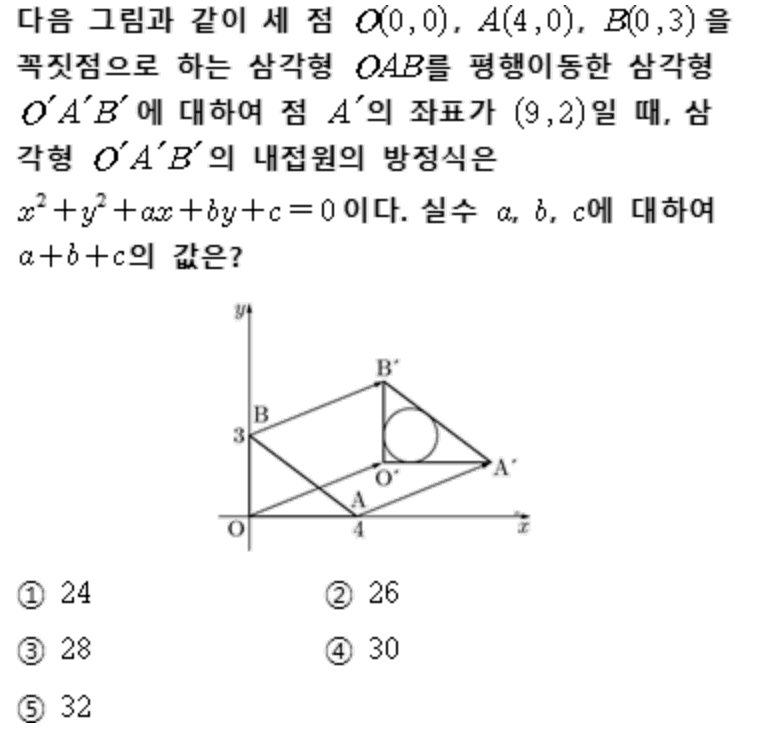 다음 그림과 같이 세 점 O(0,0), A(4,0), B(0,3)을
꼭짓점으로 하는 삼각형 OAB를 평행이동한 삼각형
O′A′B′에 대하여 점 A′의 좌표가 (9,2)일 때, 삼
각형 O′A′B′의 내접원의 방정식은
x²+y²+ax+by+c=0이다. 실수 a, b, c에 대하여
a+b+c의 값은?
y
B′
B
3
O′
A′
A
O
4
x
① 24
② 26
③ 28
④ 30
⑤ 32